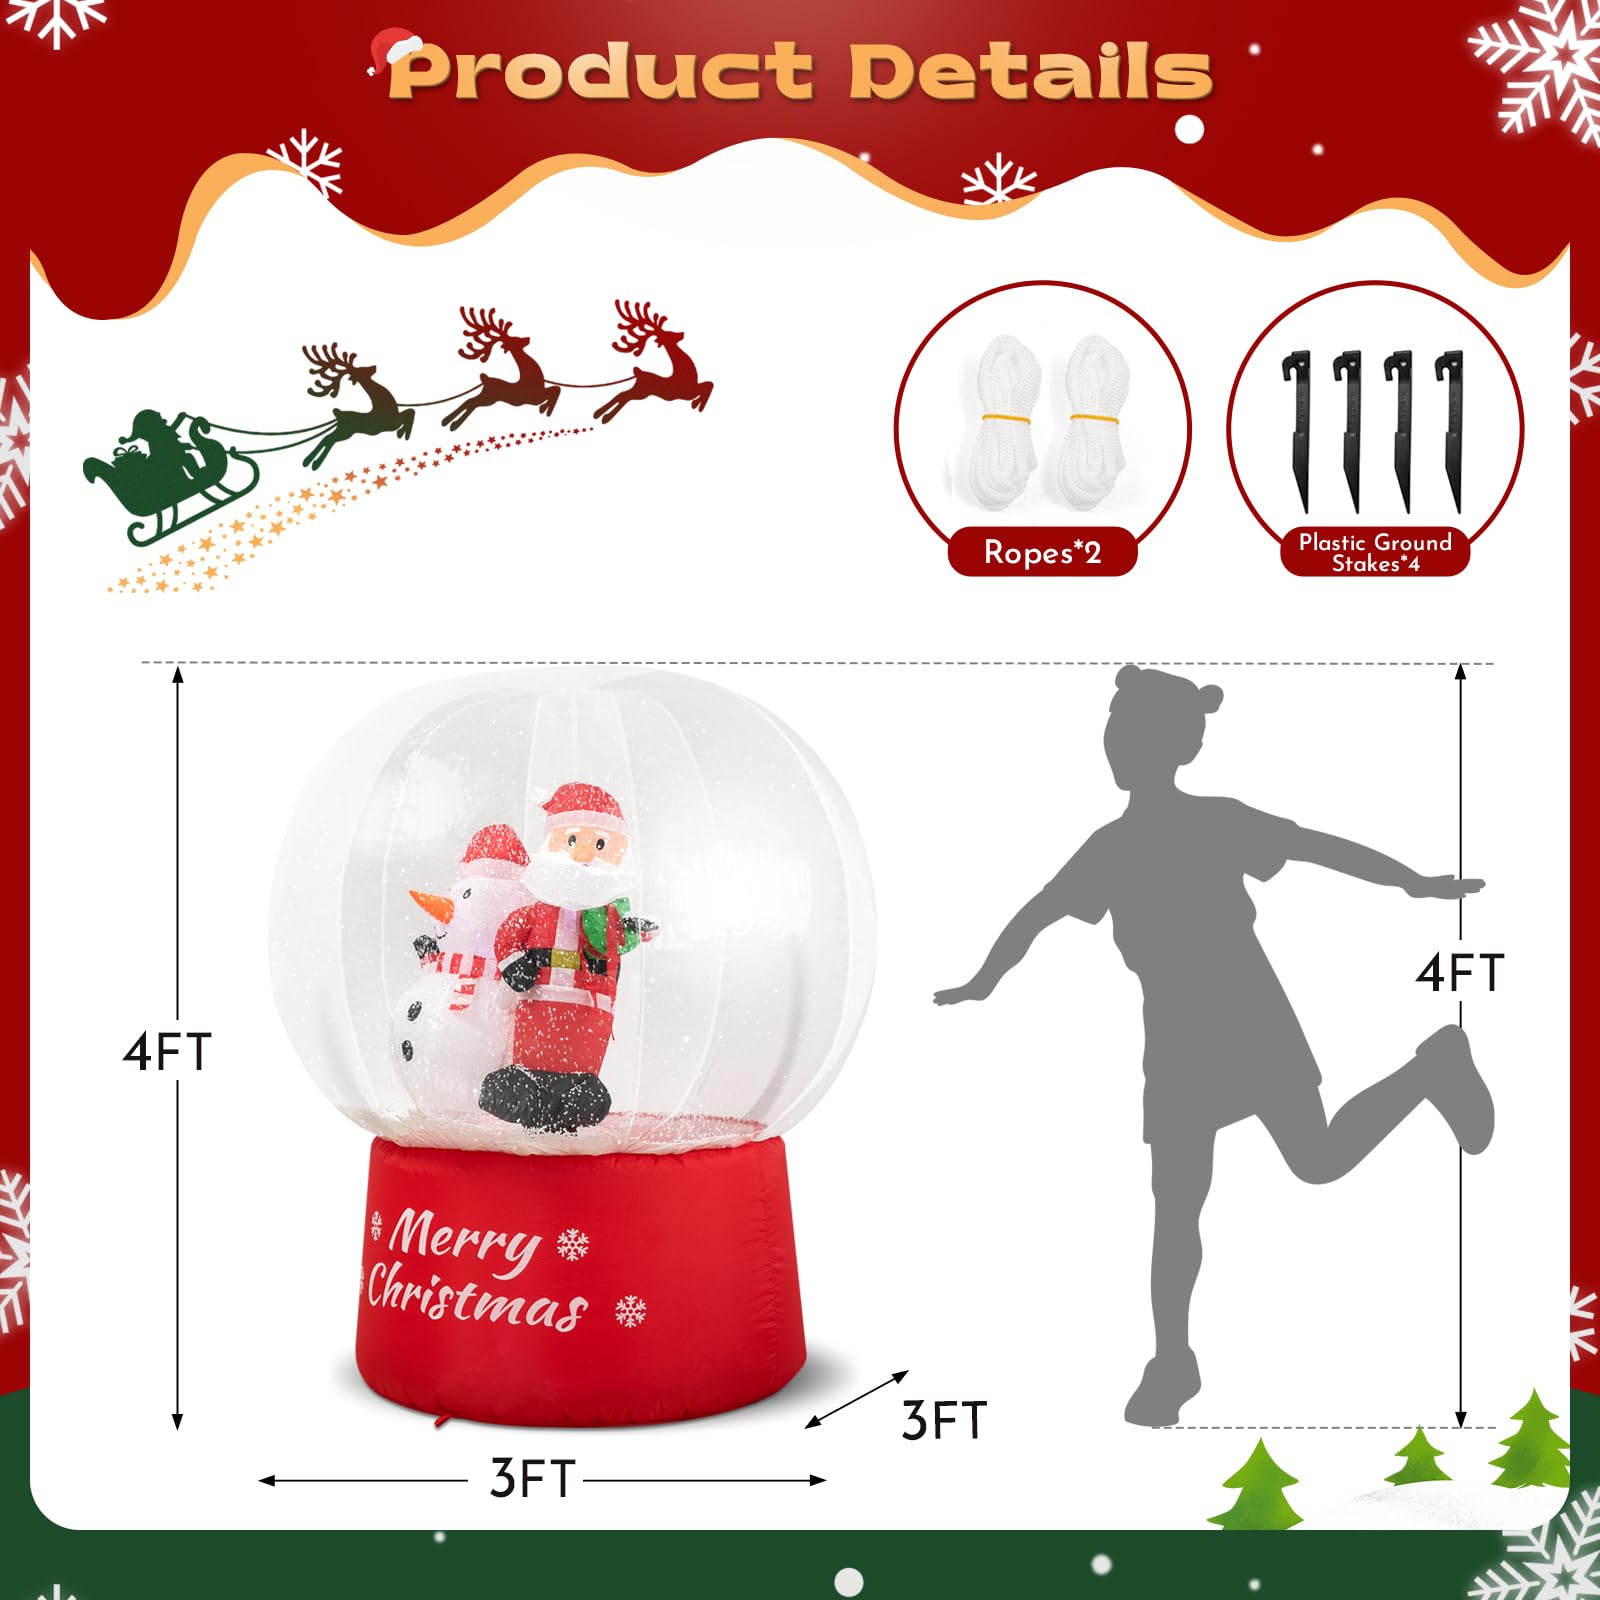 Product Details
Ropes*2
Plastic Ground
Stakes*4
4FT
4FT
Merry
Christmas
3FT
3FT